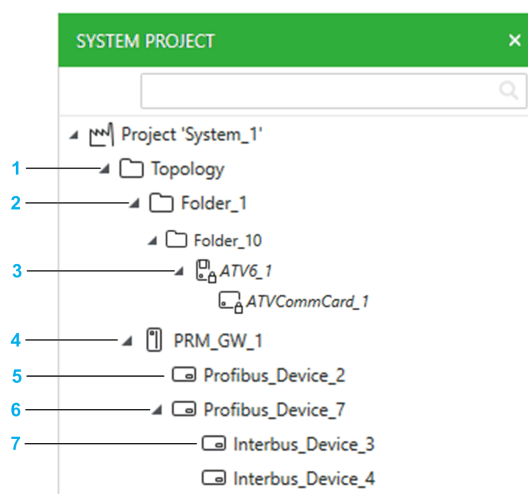 SYSTEM PROJECT
Project 'System_1'
1 Topology
2 Folder_1
Folder_10
3 ATV6_1
ATVCommCard_1
4 PRM_GW_1
5 Profibus_Device_2
6 Profibus_Device_7
7 Interbus_Device_3
Interbus_Device_4